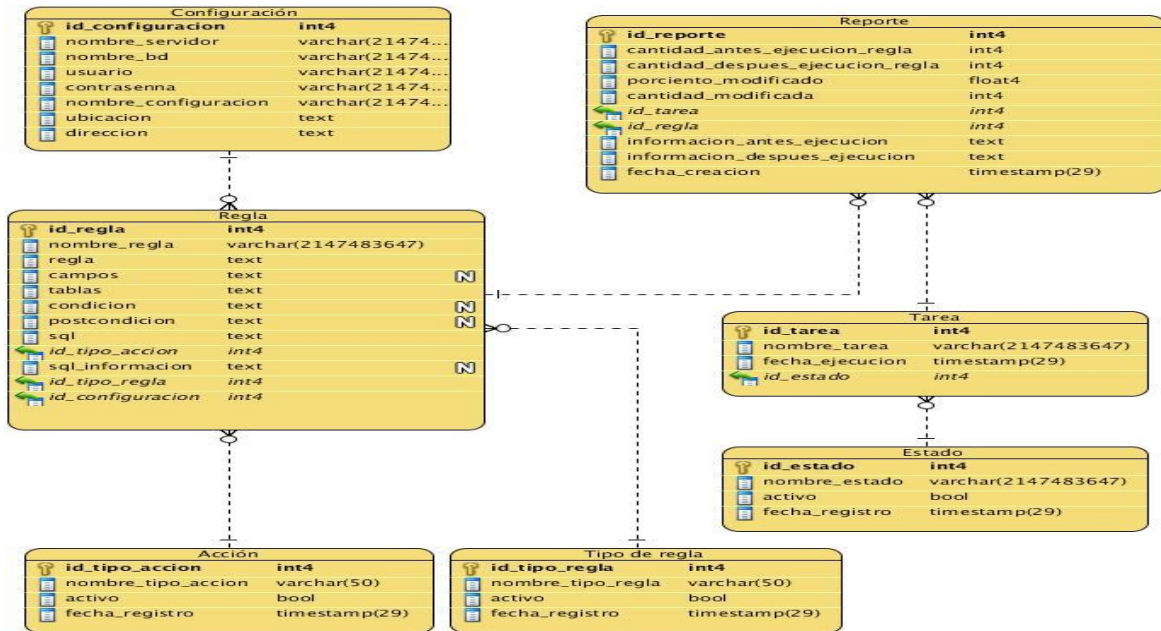 Configuración
id_configuracion int4
nombre_servidor varchar(21474...
nombre_bd varchar(21474...
usuario varchar(21474...
contrasenna varchar(21474...
nombre_configuracion varchar(21474...
ubicacion text
direccion text
Reporte
id_reporte int4
cantidad_antes_ejecucion_regla int4
cantidad_despues_ejecucion_regla int4
porciento_modificado float4
cantidad_modificada int4
id_tarea int4
id_regla int4
informacion_antes_ejecucion text
informacion_despues_ejecucion text
fecha_creacion timestamp(29)
Regla
id_regla int4
nombre_regla varchar(2147483647)
regla text
campos text N
tablas text
condicion text N
postcondicion text N
sql text
id_tipo_accion int4
sql_informacion text N
id_tipo_regla int4
id_configuracion int4
Tarea
id_tarea int4
nombre_tarea varchar(2147483647)
fecha_ejecucion timestamp(29)
id_estado int4
Estado
id_estado int4
nombre_estado varchar(2147483647)
activo bool
fecha_registro timestamp(29)
Acción
id_tipo_accion int4
nombre_tipo_accion varchar(50)
activo bool
fecha_registro timestamp(29)
Tipo de regla
id_tipo_regla int4
nombre_tipo_regla varchar(50)
activo bool
fecha_registro timestamp(29)